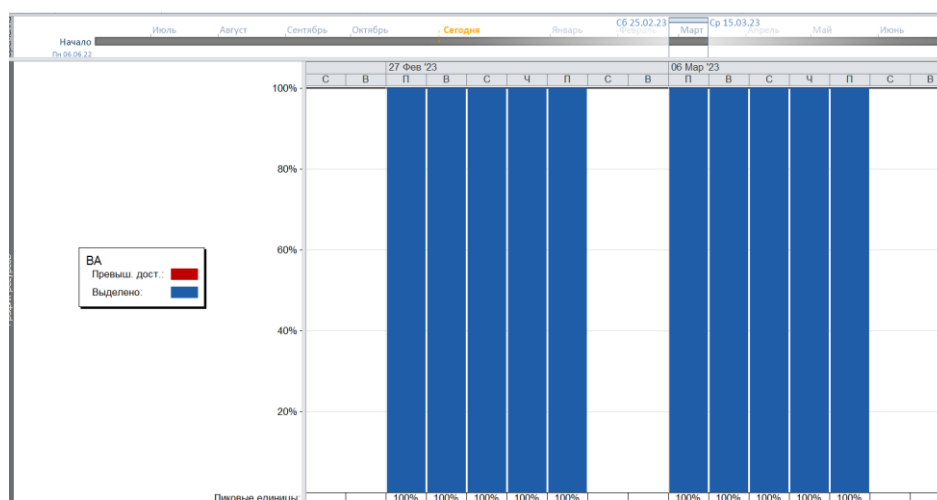 Сб 25.02.23 Ср 15.03.23
Июль Август Сентябрь Октябрь Сегодня Январь Февраль Март Апрель Май Июнь
Начало
Пн 06.06.22
27 Фев '23 06 Мар '23
С В П В С Ч П С В П В С Ч П С В
100%
80%
60%
ВА
Превыш. дост.:
Выделено:
40%
20%
Пиковые единицы: 100% 100% 100% 100% 100% 100% 100% 100% 100% 100%